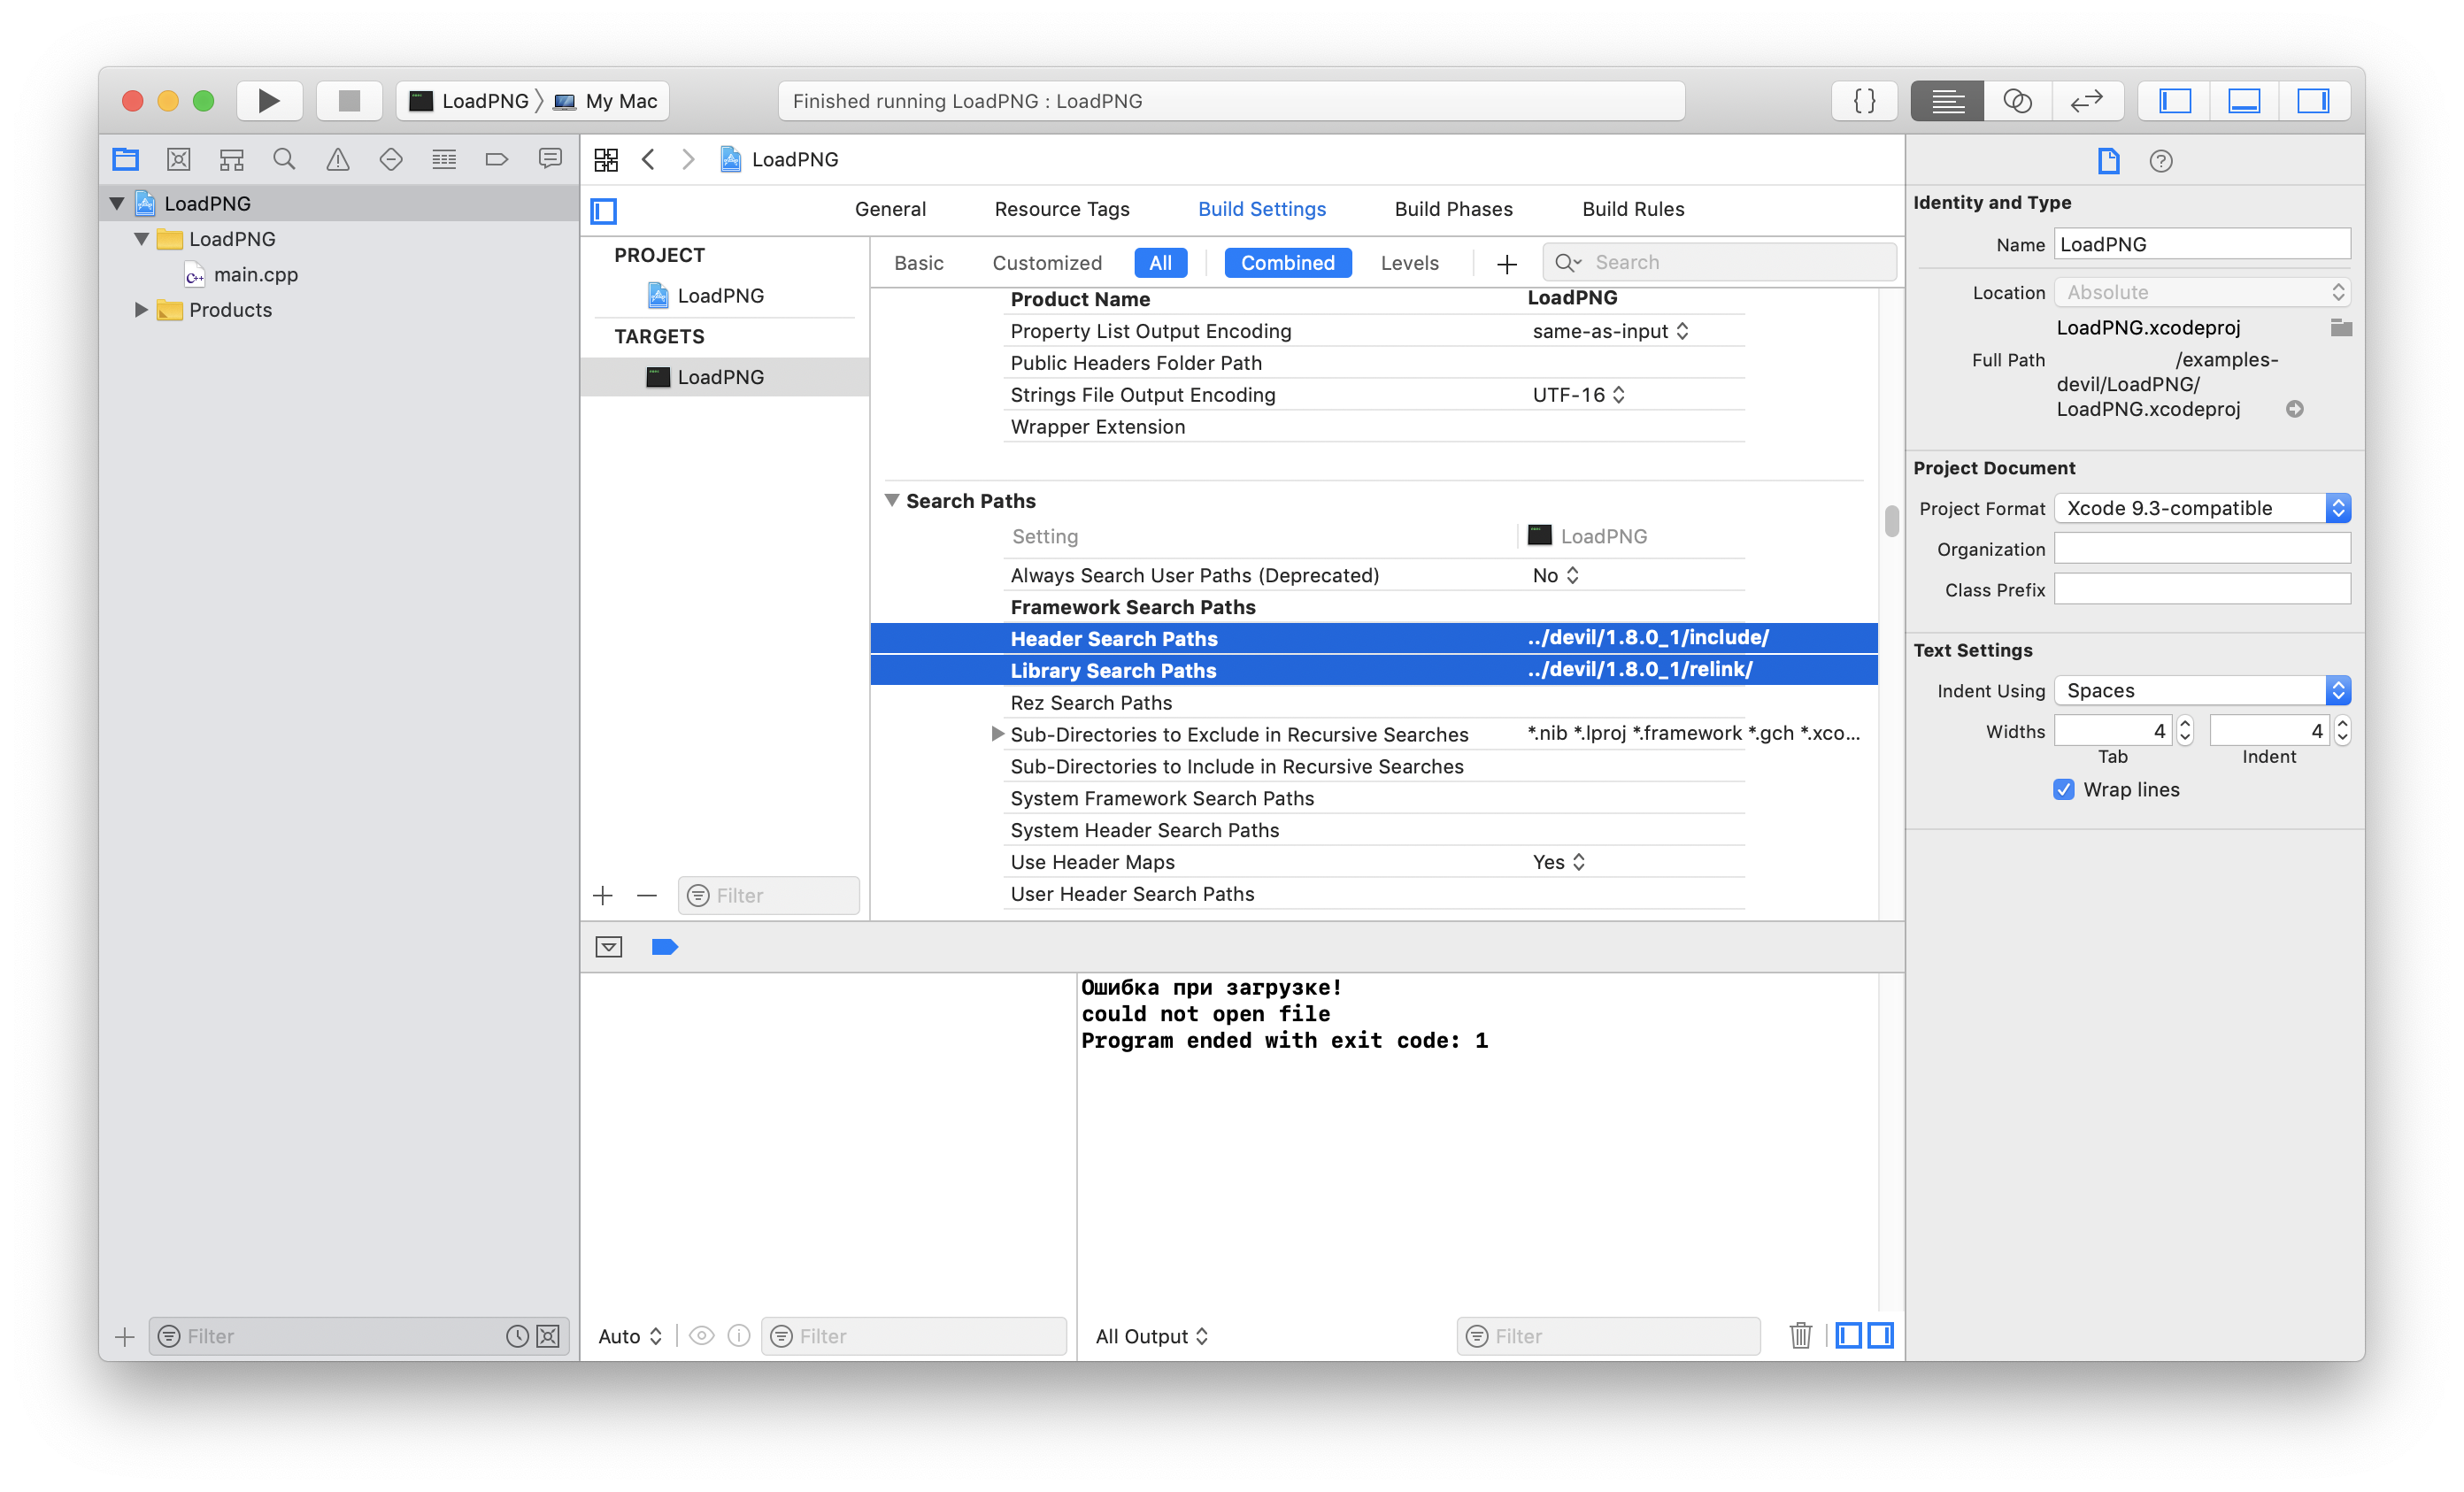 LoadPNG
My Mac
Finished running LoadPNG : LoadPNG
{ }
LoadPNG
LoadPNG
main.cpp
Products
Filter
LoadPNG
General
Resource Tags
Build Settings
Build Phases
Build Rules
PROJECT
LoadPNG
TARGETS
LoadPNG
Filter
Basic
Customized
All
Combined
Levels
Search
Product Name LoadPNG
Property List Output Encoding same-as-input
Public Headers Folder Path
Strings File Output Encoding UTF-16
Wrapper Extension
Search Paths
Setting LoadPNG
Always Search User Paths (Deprecated) No
Framework Search Paths
Header Search Paths ../devil/1.8.0_1/include/
Library Search Paths ../devil/1.8.0_1/relink/
Rez Search Paths
Sub-Directories to Exclude in Recursive Searches *.nib *.lproj *.framework *.gch *.xco...
Sub-Directories to Include in Recursive Searches
System Framework Search Paths
System Header Search Paths
Use Header Maps Yes
User Header Search Paths
Ошибка при загрузке!
could not open file
Program ended with exit code: 1
Auto
Filter
All Output
Filter
Identity and Type
Name LoadPNG
Location Absolute
LoadPNG.xcodeproj
Full Path /examples-
devil/LoadPNG/
LoadPNG.xcodeproj
Project Document
Project Format Xcode 9.3-compatible
Organization
Class Prefix
Text Settings
Indent Using Spaces
Widths 4 4
Tab Indent
Wrap lines